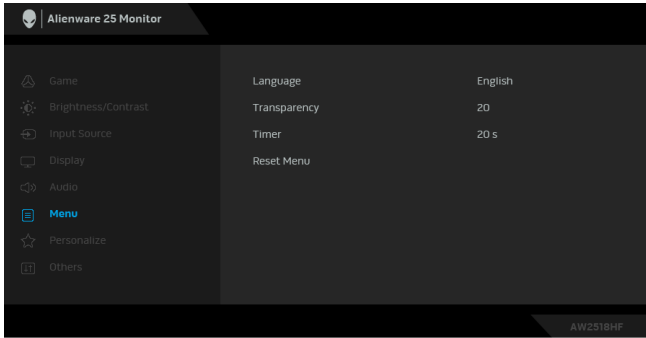 Alienware 25 Monitor
Game
Brightness/Contrast
Input Source
Display
Audio
Menu
Personalize
Others
Language English
Transparency 20
Timer 20 s
Reset Menu
AW2518HF